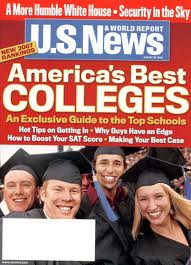 A More Humble White House • Security in the Sky
NEW 2007
RANKINGS
U.S.News
& WORLD REPORT
America's Best
COLLEGES
An Exclusive Guide to the Top Schools
Hot Tips on Getting In • Why Guys Have an Edge
How to Boost Your SAT Score • Making Your Best Case